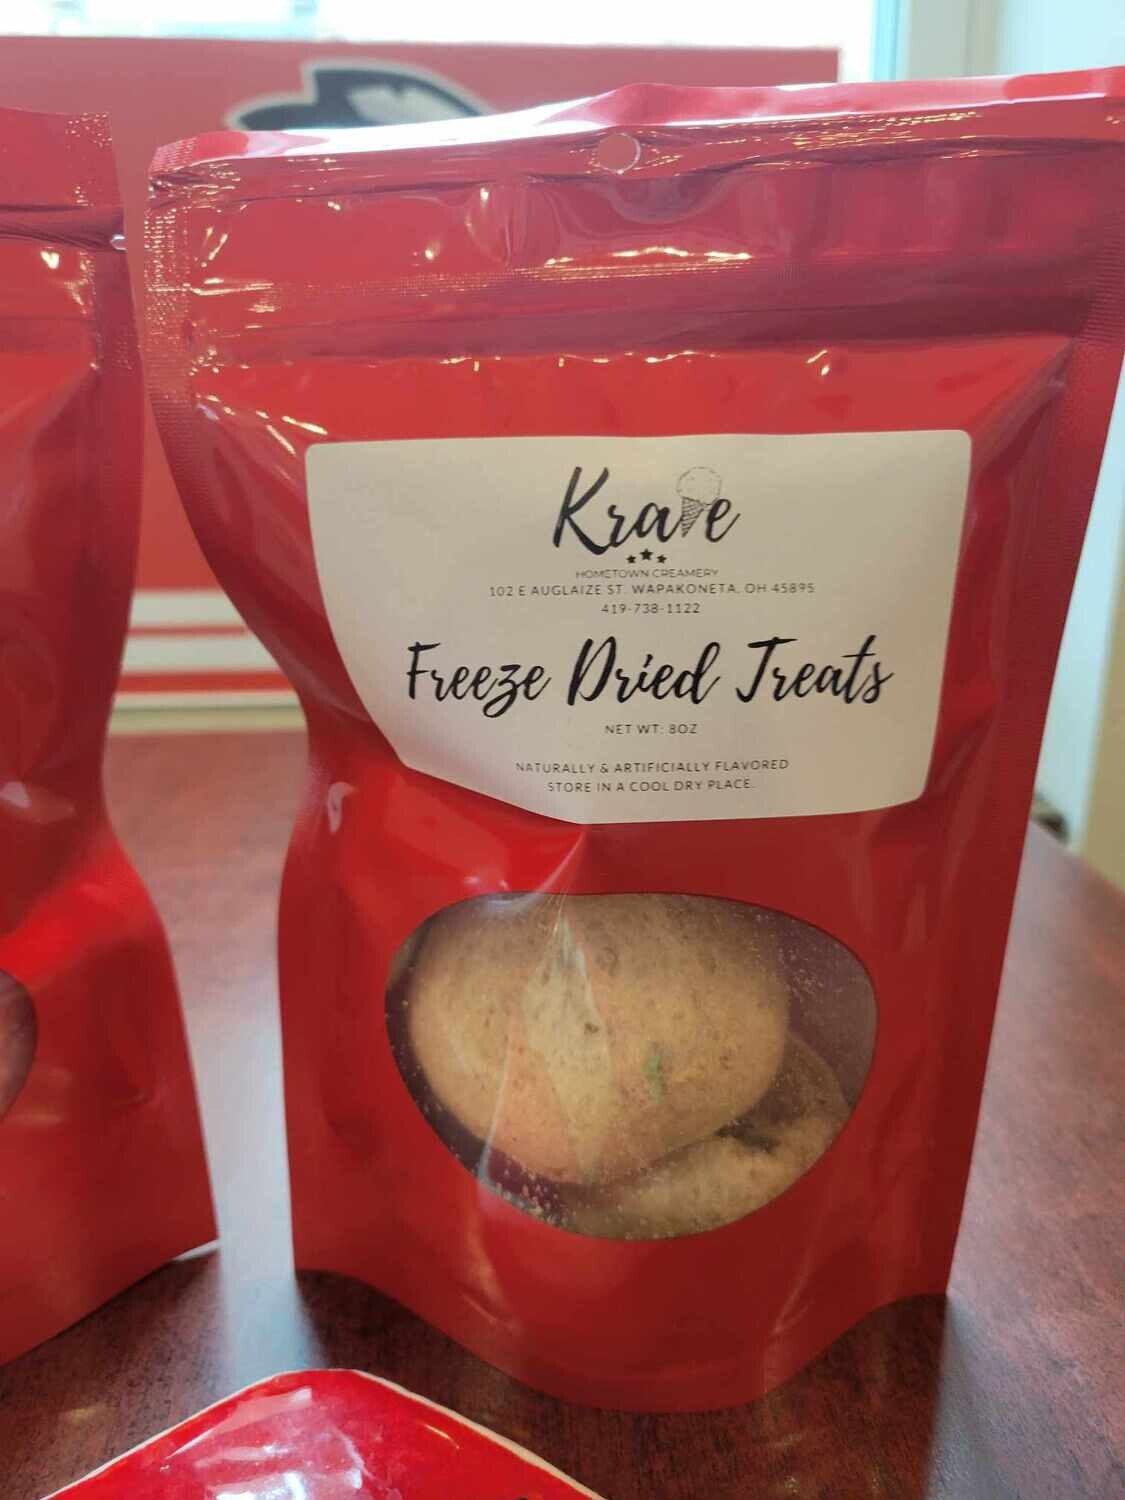 Krave
HOMETOWN CREAMERY
102 E AUGLAIZE ST. WAPAKONETA, OH 45895
419-738-1122
Freeze Dried Treats
NET WT: 8OZ
NATURALLY & ARTIFICIALLY FLAVORED
STORE IN A COOL DRY PLACE.